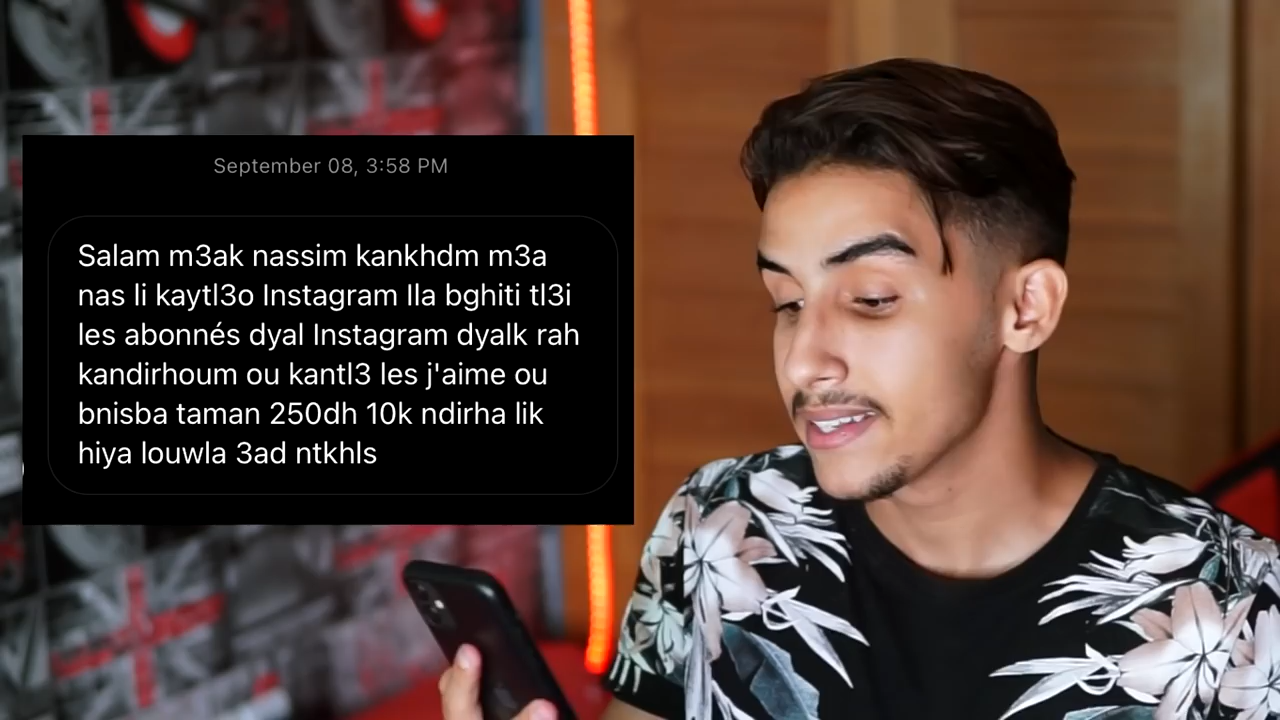 September 08, 3:58 PM
Salam m3ak nassim kankhdm m3a
nas li kaytl3o Instagram Ila bghiti tl3i
les abonnés dyal Instagram dyalk rah
kandirhoum ou kantl3 les j'aime ou
bnisba taman 250dh 10k ndirha lik
hiya louwla 3ad ntkhls